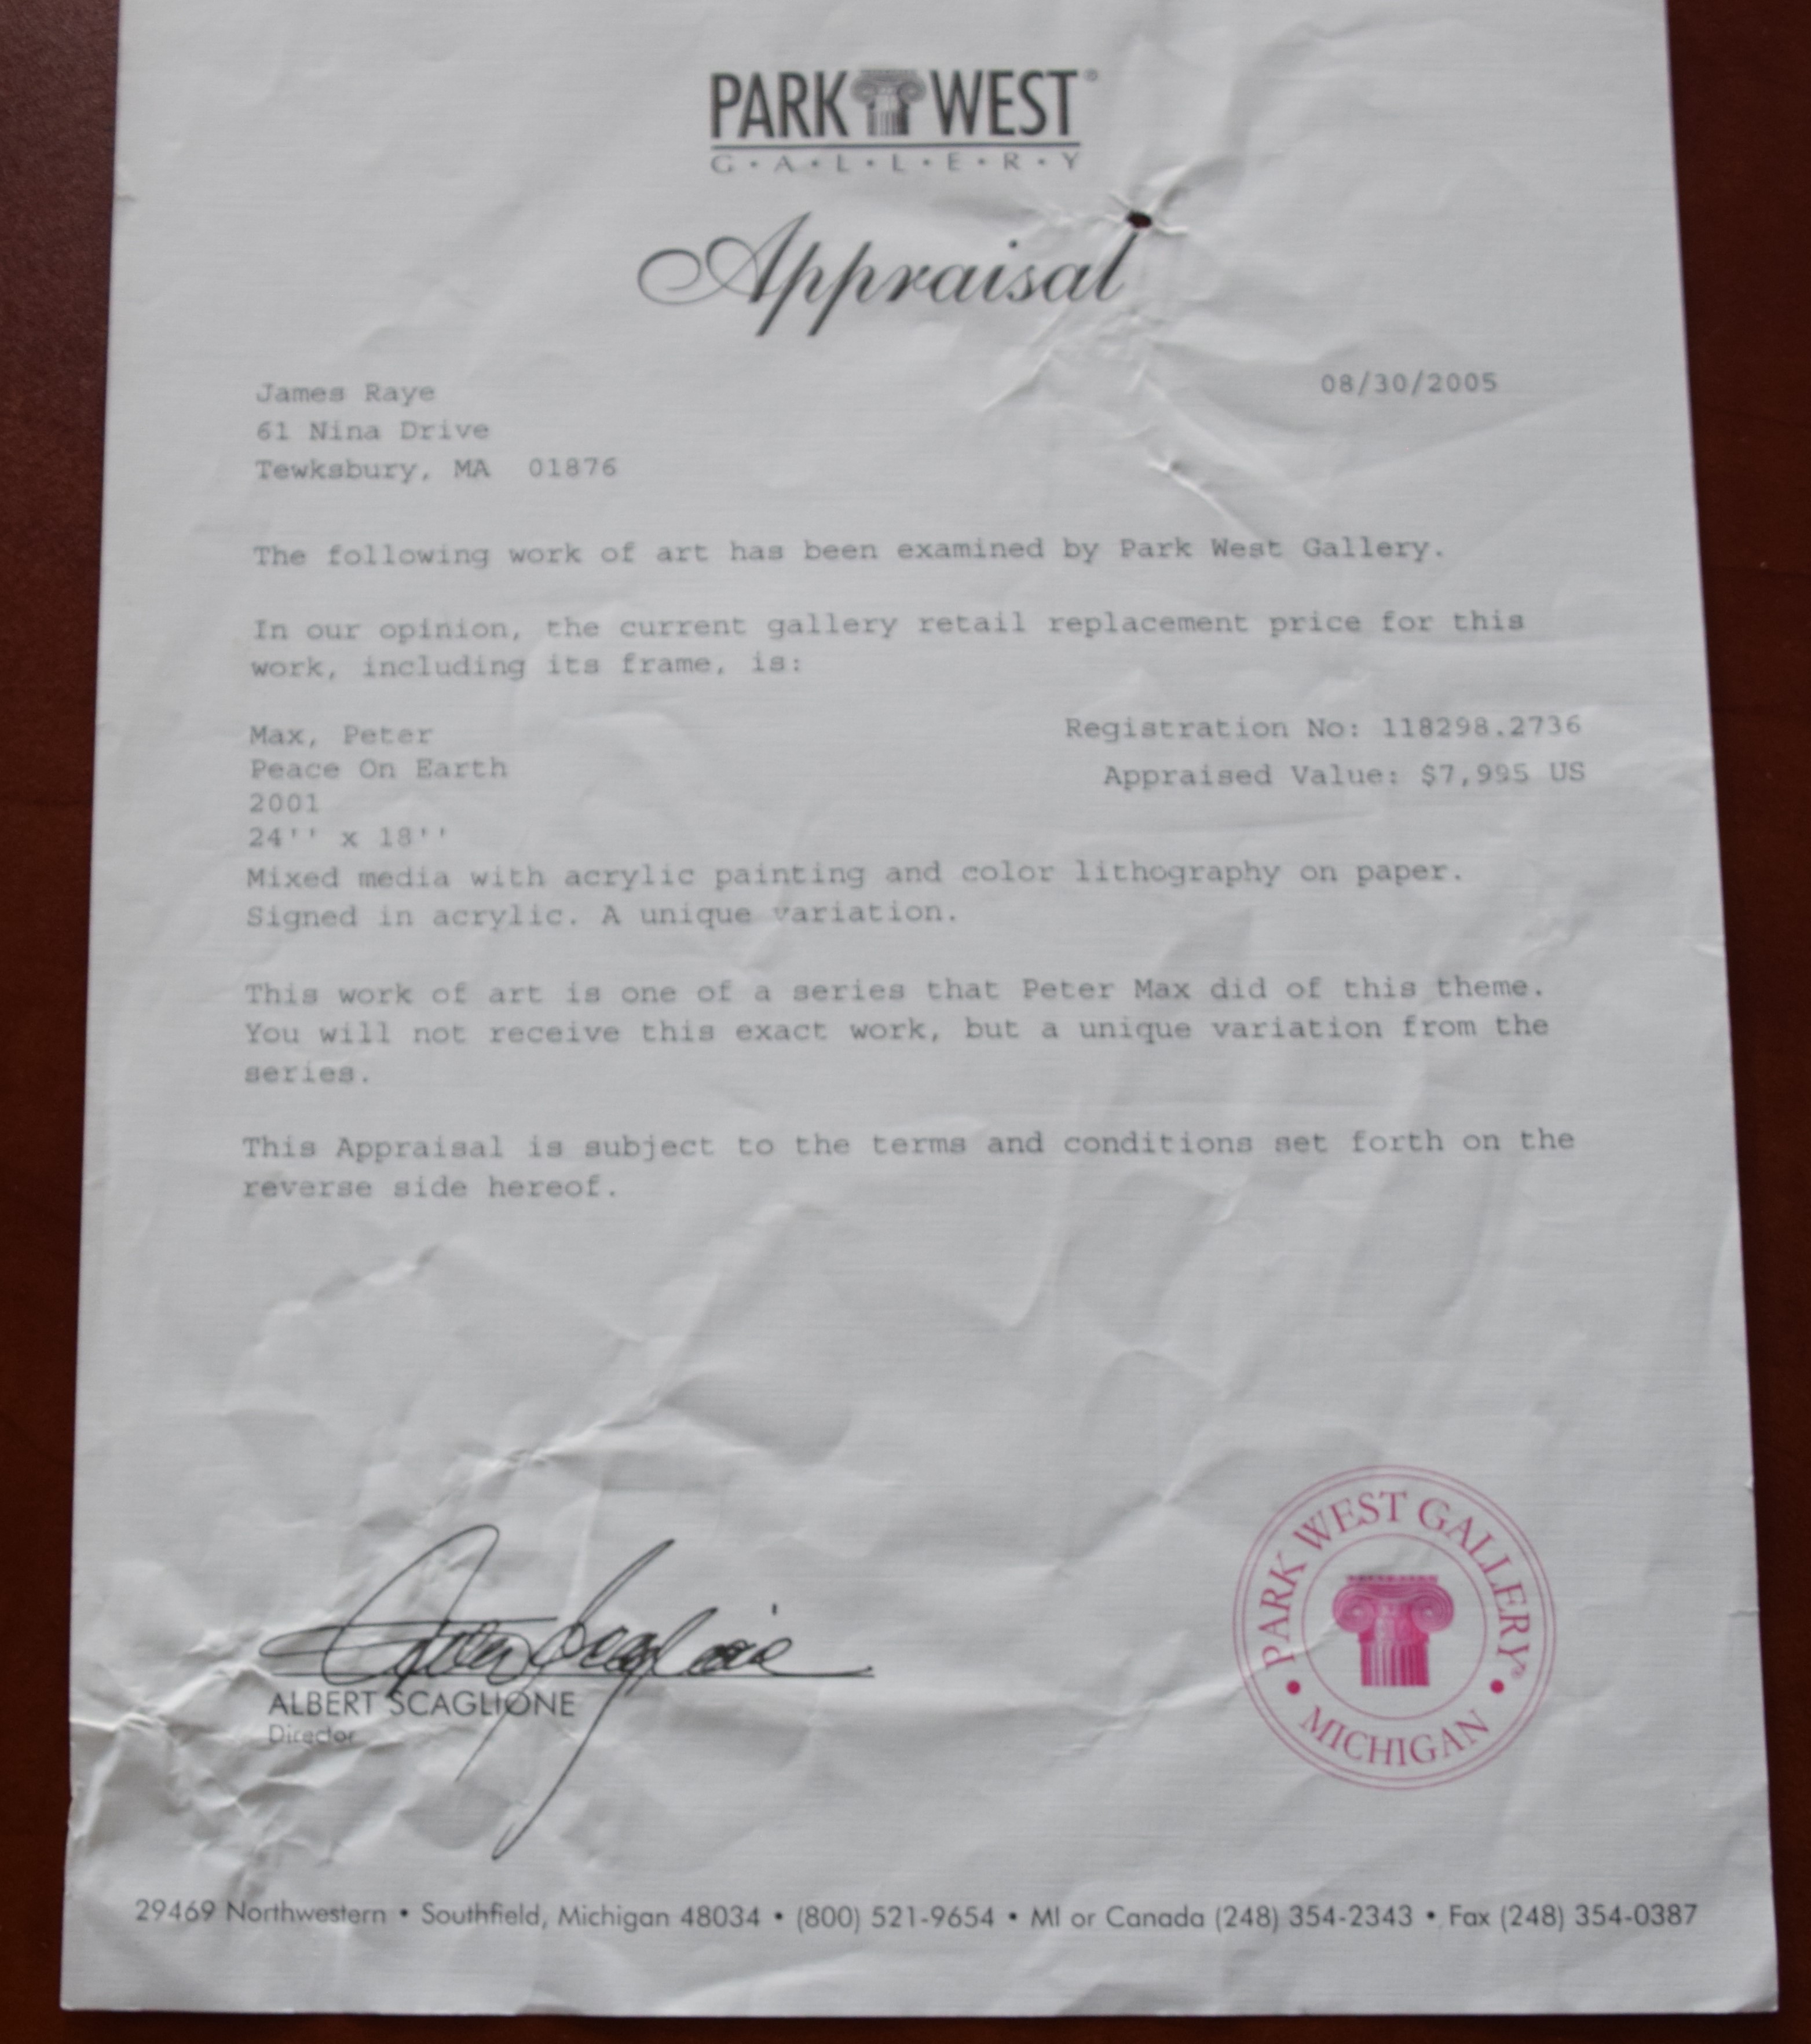 PARK WEST®
G·A·L·L·E·R·Y
Appraisal
James Raye
08/30/2005
61 Nina Drive
Tewksbury, MA 01876
The following work of art has been examined by Park West Gallery.
In our opinion, the current gallery retail replacement price for this
work, including its frame, is:
Max, Peter
Registration No: 118298.2736
Peace On Earth
Appraised Value: $7,995 US
2001
24'' x 18''
Mixed media with acrylic painting and color lithography on paper.
Signed in acrylic. A unique variation.
This work of art is one of a series that Peter Max did of this theme.
You will not receive this exact work, but a unique variation from the
series.
This Appraisal is subject to the terms and conditions set forth on the
reverse side hereof.
ALBERT SCAGLIONE
Director
PARK WEST GALLERY®
• MICHIGAN •
29469 Northwestern • Southfield, Michigan 48034 • (800) 521-9654 • MI or Canada (248) 354-2343 • Fax (248) 354-0387